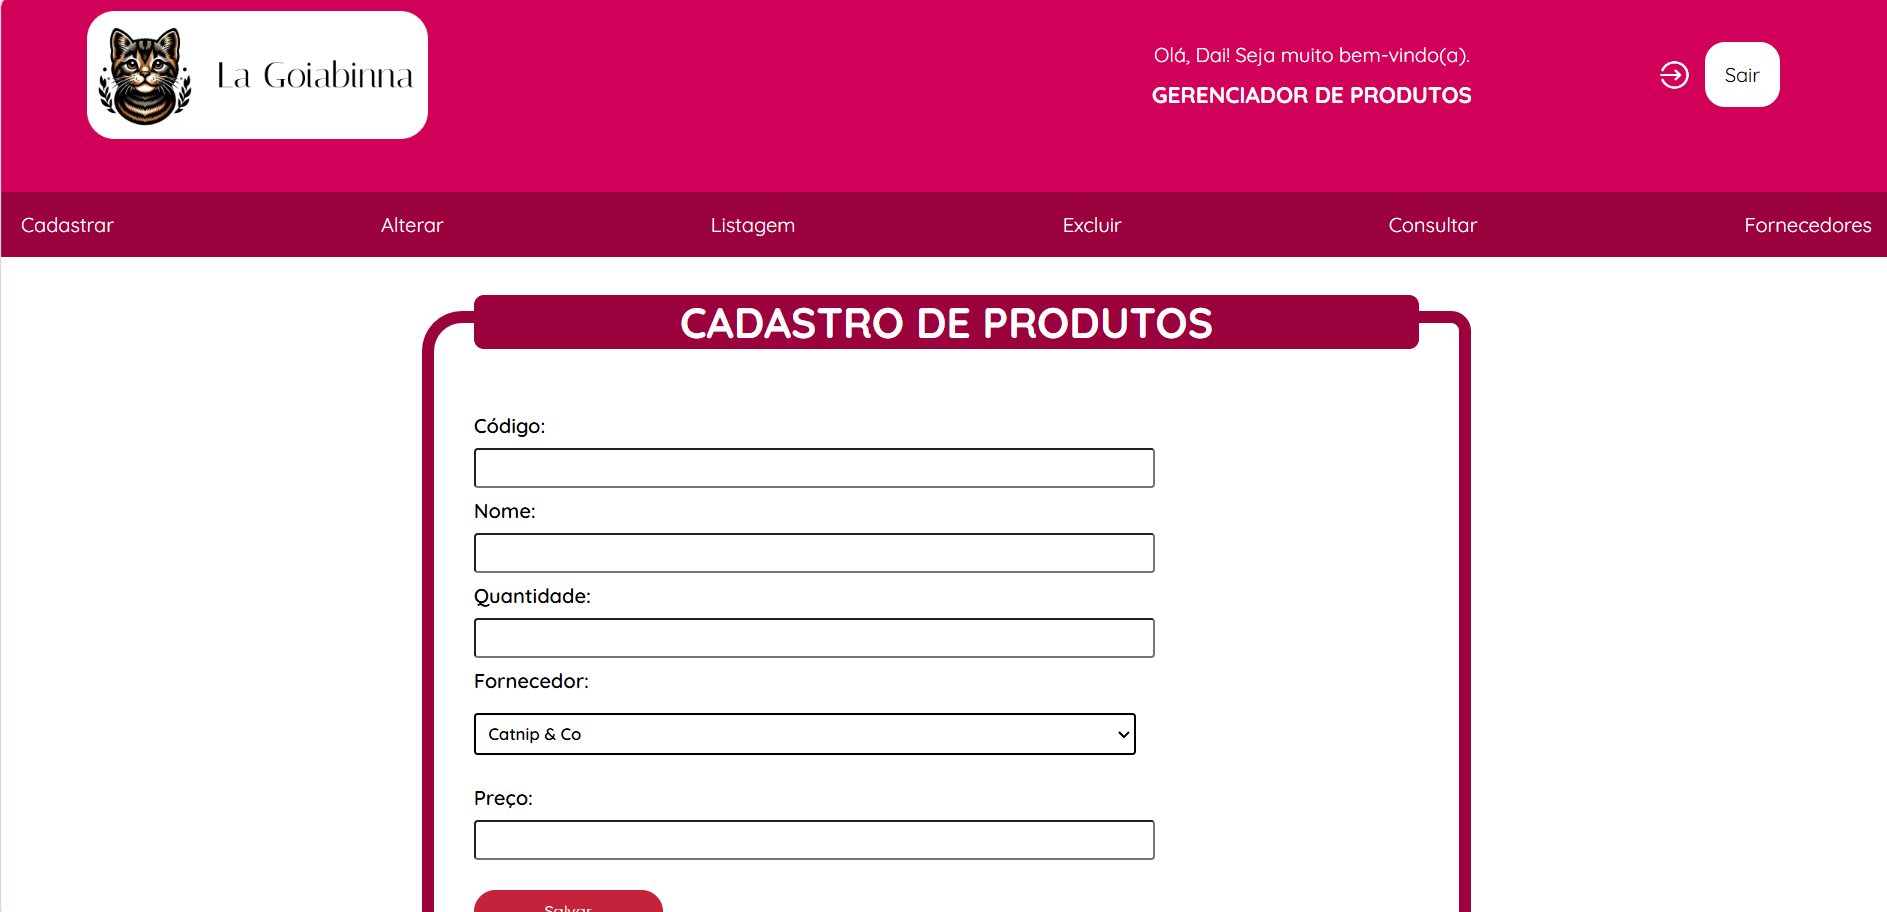 La Goiabinna
Olá, Dai! Seja muito bem-vindo(a).
GERENCIADOR DE PRODUTOS
Sair
Cadastrar Alterar Listagem Excluir Consultar Fornecedores
CADASTRO DE PRODUTOS
Código:
Nome:
Quantidade:
Fornecedor:
Catnip & Co
Preço:
Salvar